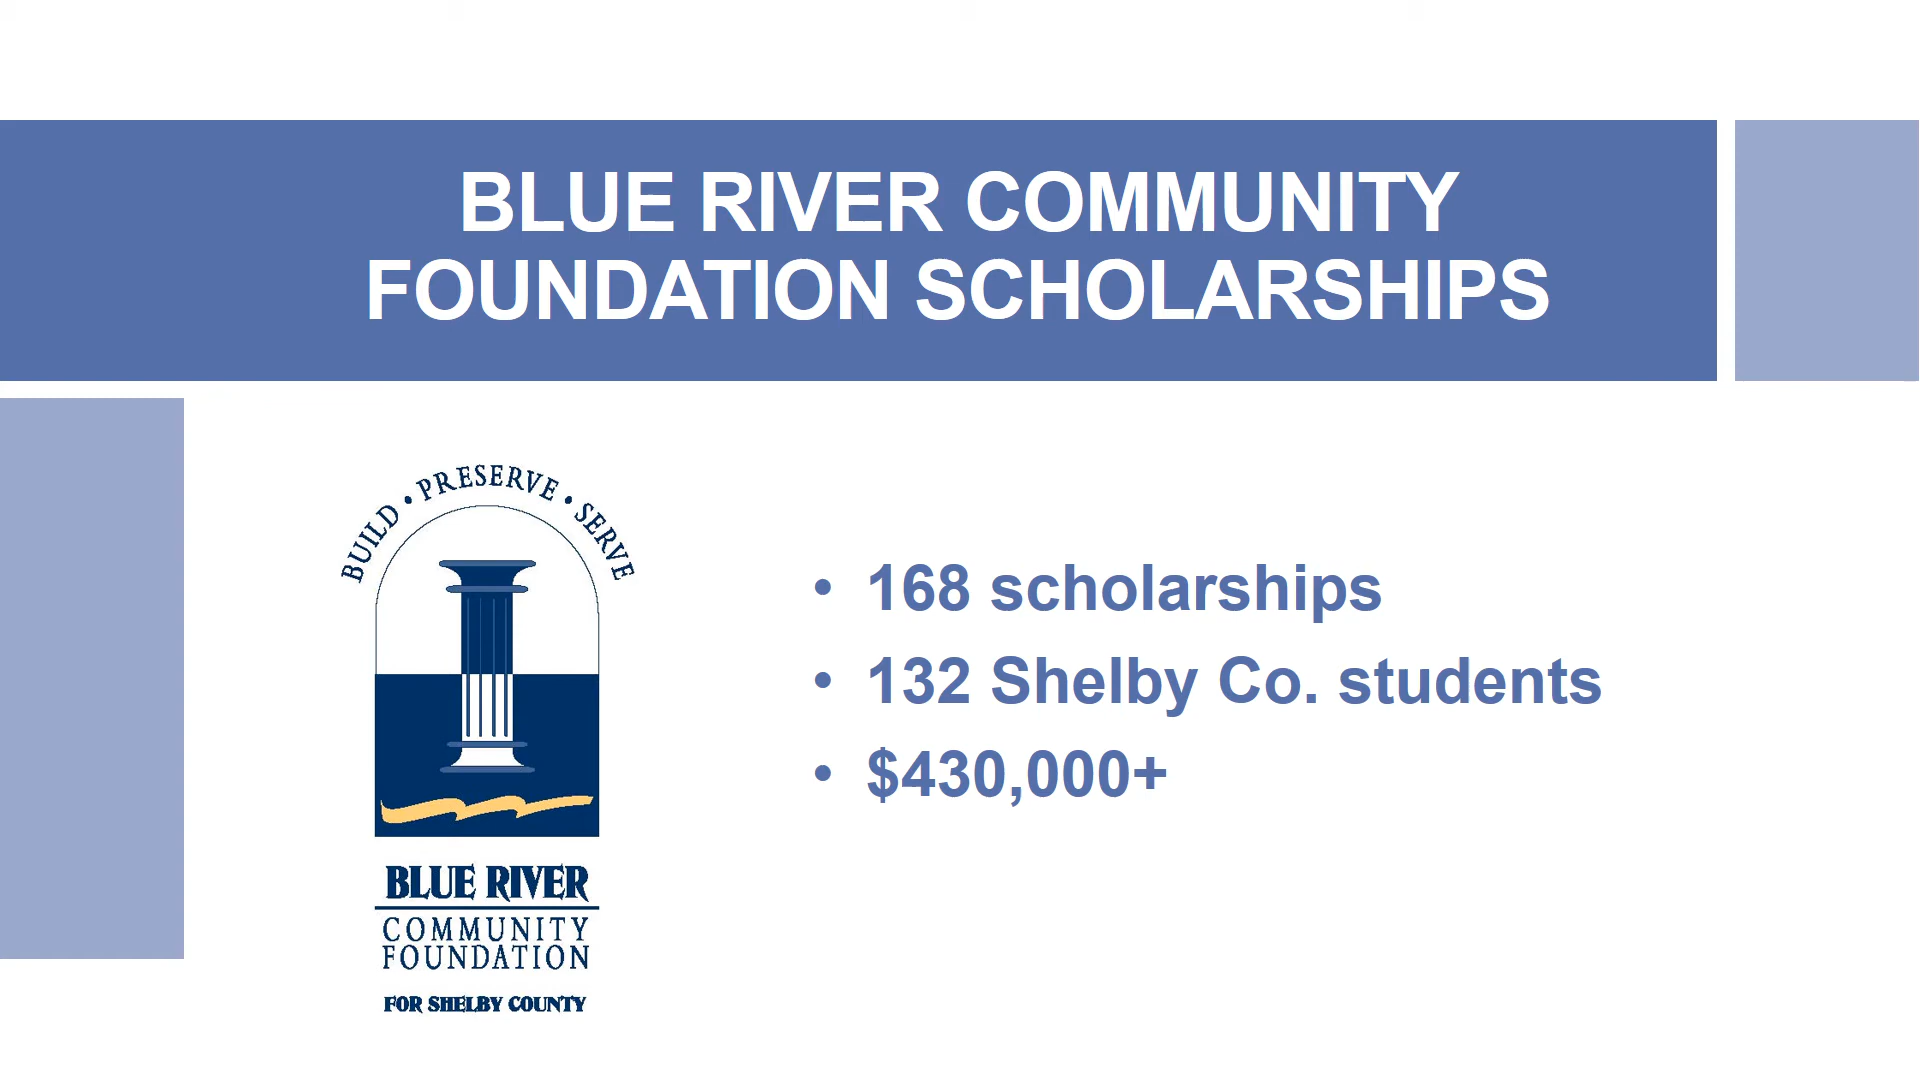 BLUE RIVER COMMUNITY
FOUNDATION SCHOLARSHIPS
BUILD • PRESERVE • SERVE
BLUE RIVER
COMMUNITY
FOUNDATION
FOR SHELBY COUNTY
• 168 scholarships
• 132 Shelby Co. students
• $430,000+